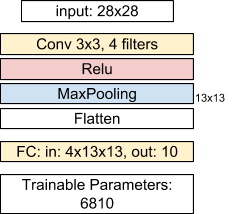 input: 28x28
Conv 3x3, 4 filters
Relu
MaxPooling
13x13
Flatten
FC: in: 4x13x13, out: 10
Trainable Parameters:
6810